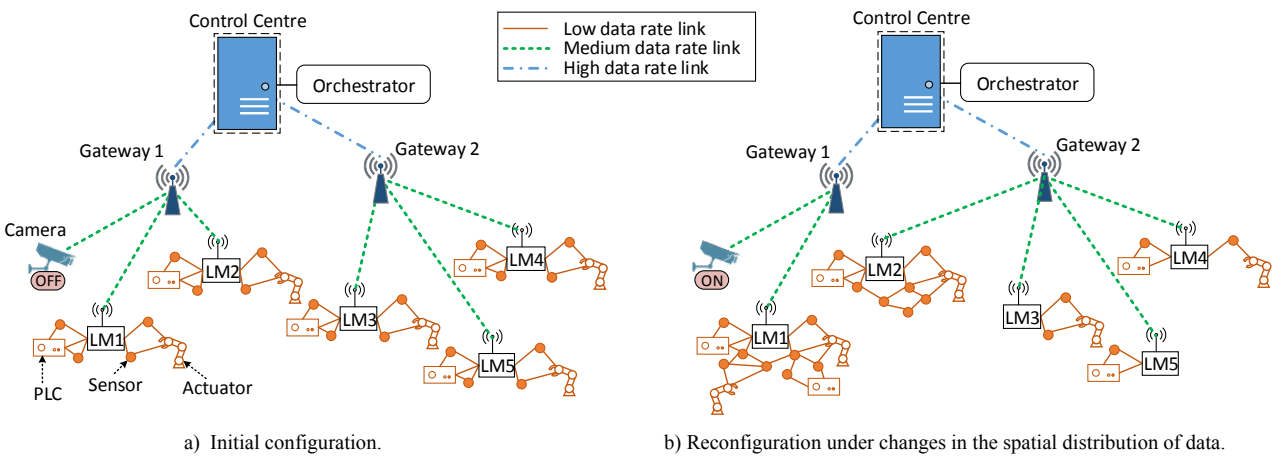 Control Centre
Orchestrator
Gateway 1
Gateway 2
Camera
OFF
LM2
LM4
LM3
LM1
LM5
PLC
Sensor
Actuator
a) Initial configuration.
Low data rate link
Medium data rate link
High data rate link
Control Centre
Orchestrator
Gateway 1
Gateway 2
ON
LM2
LM4
LM3
LM1
LM5
b) Reconfiguration under changes in the spatial distribution of data.